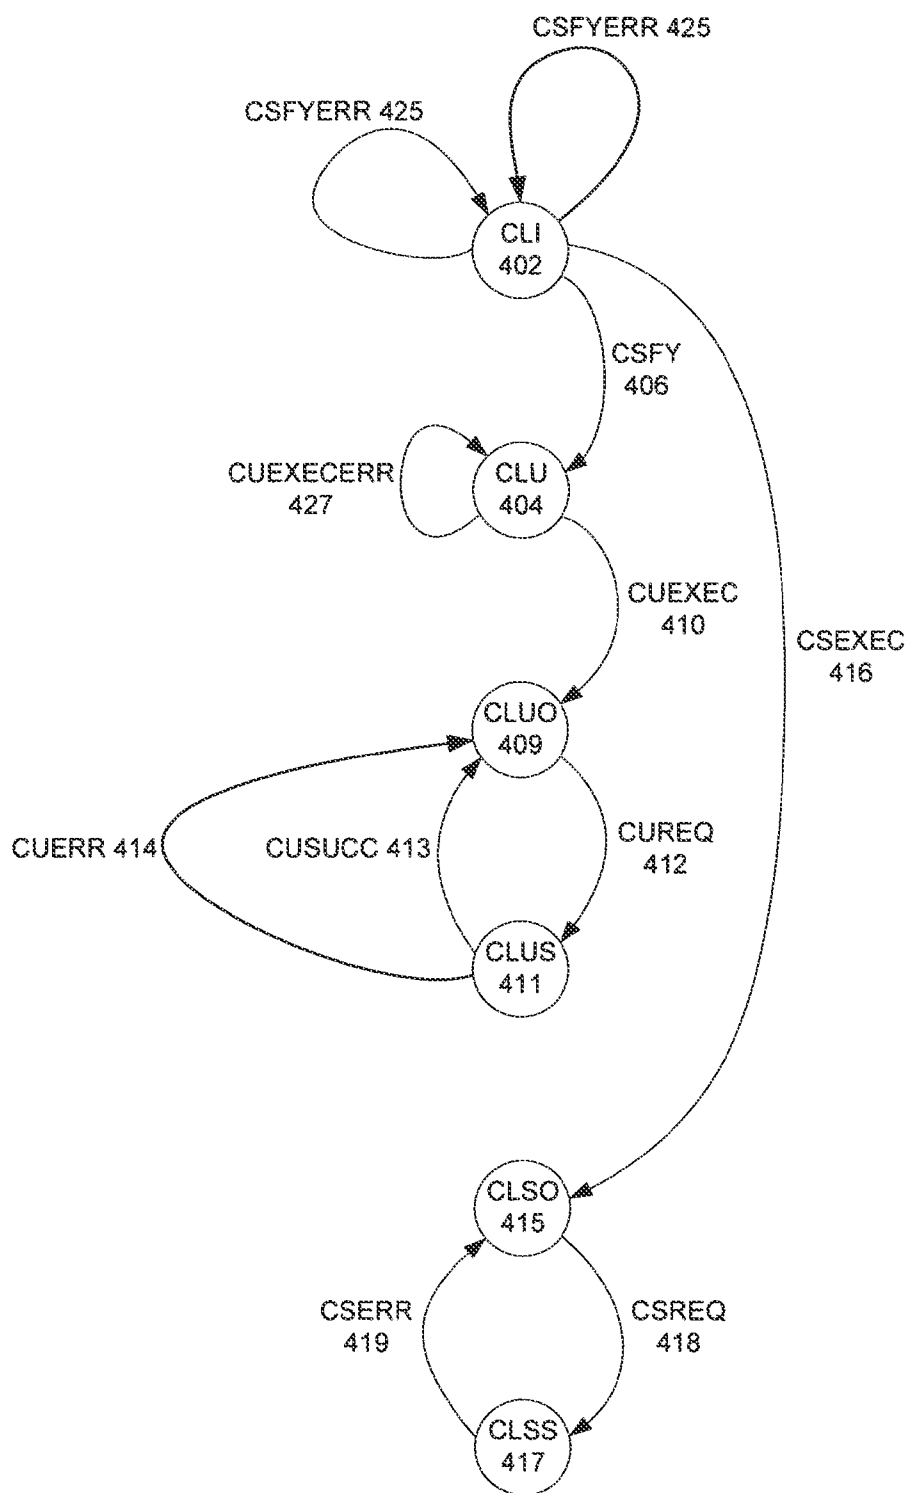 CSFYERR 425
CSFYERR 425
CLI
402
CSFY
406
CUEXECERR
427
CLU
404
CUEXEC
410
CSEXEC
416
CLUO
409
CUERR 414
CUSUCC 413
CUREQ
412
CLUS
411
CLSO
415
CSERR
419
CSREQ
418
CLSS
417